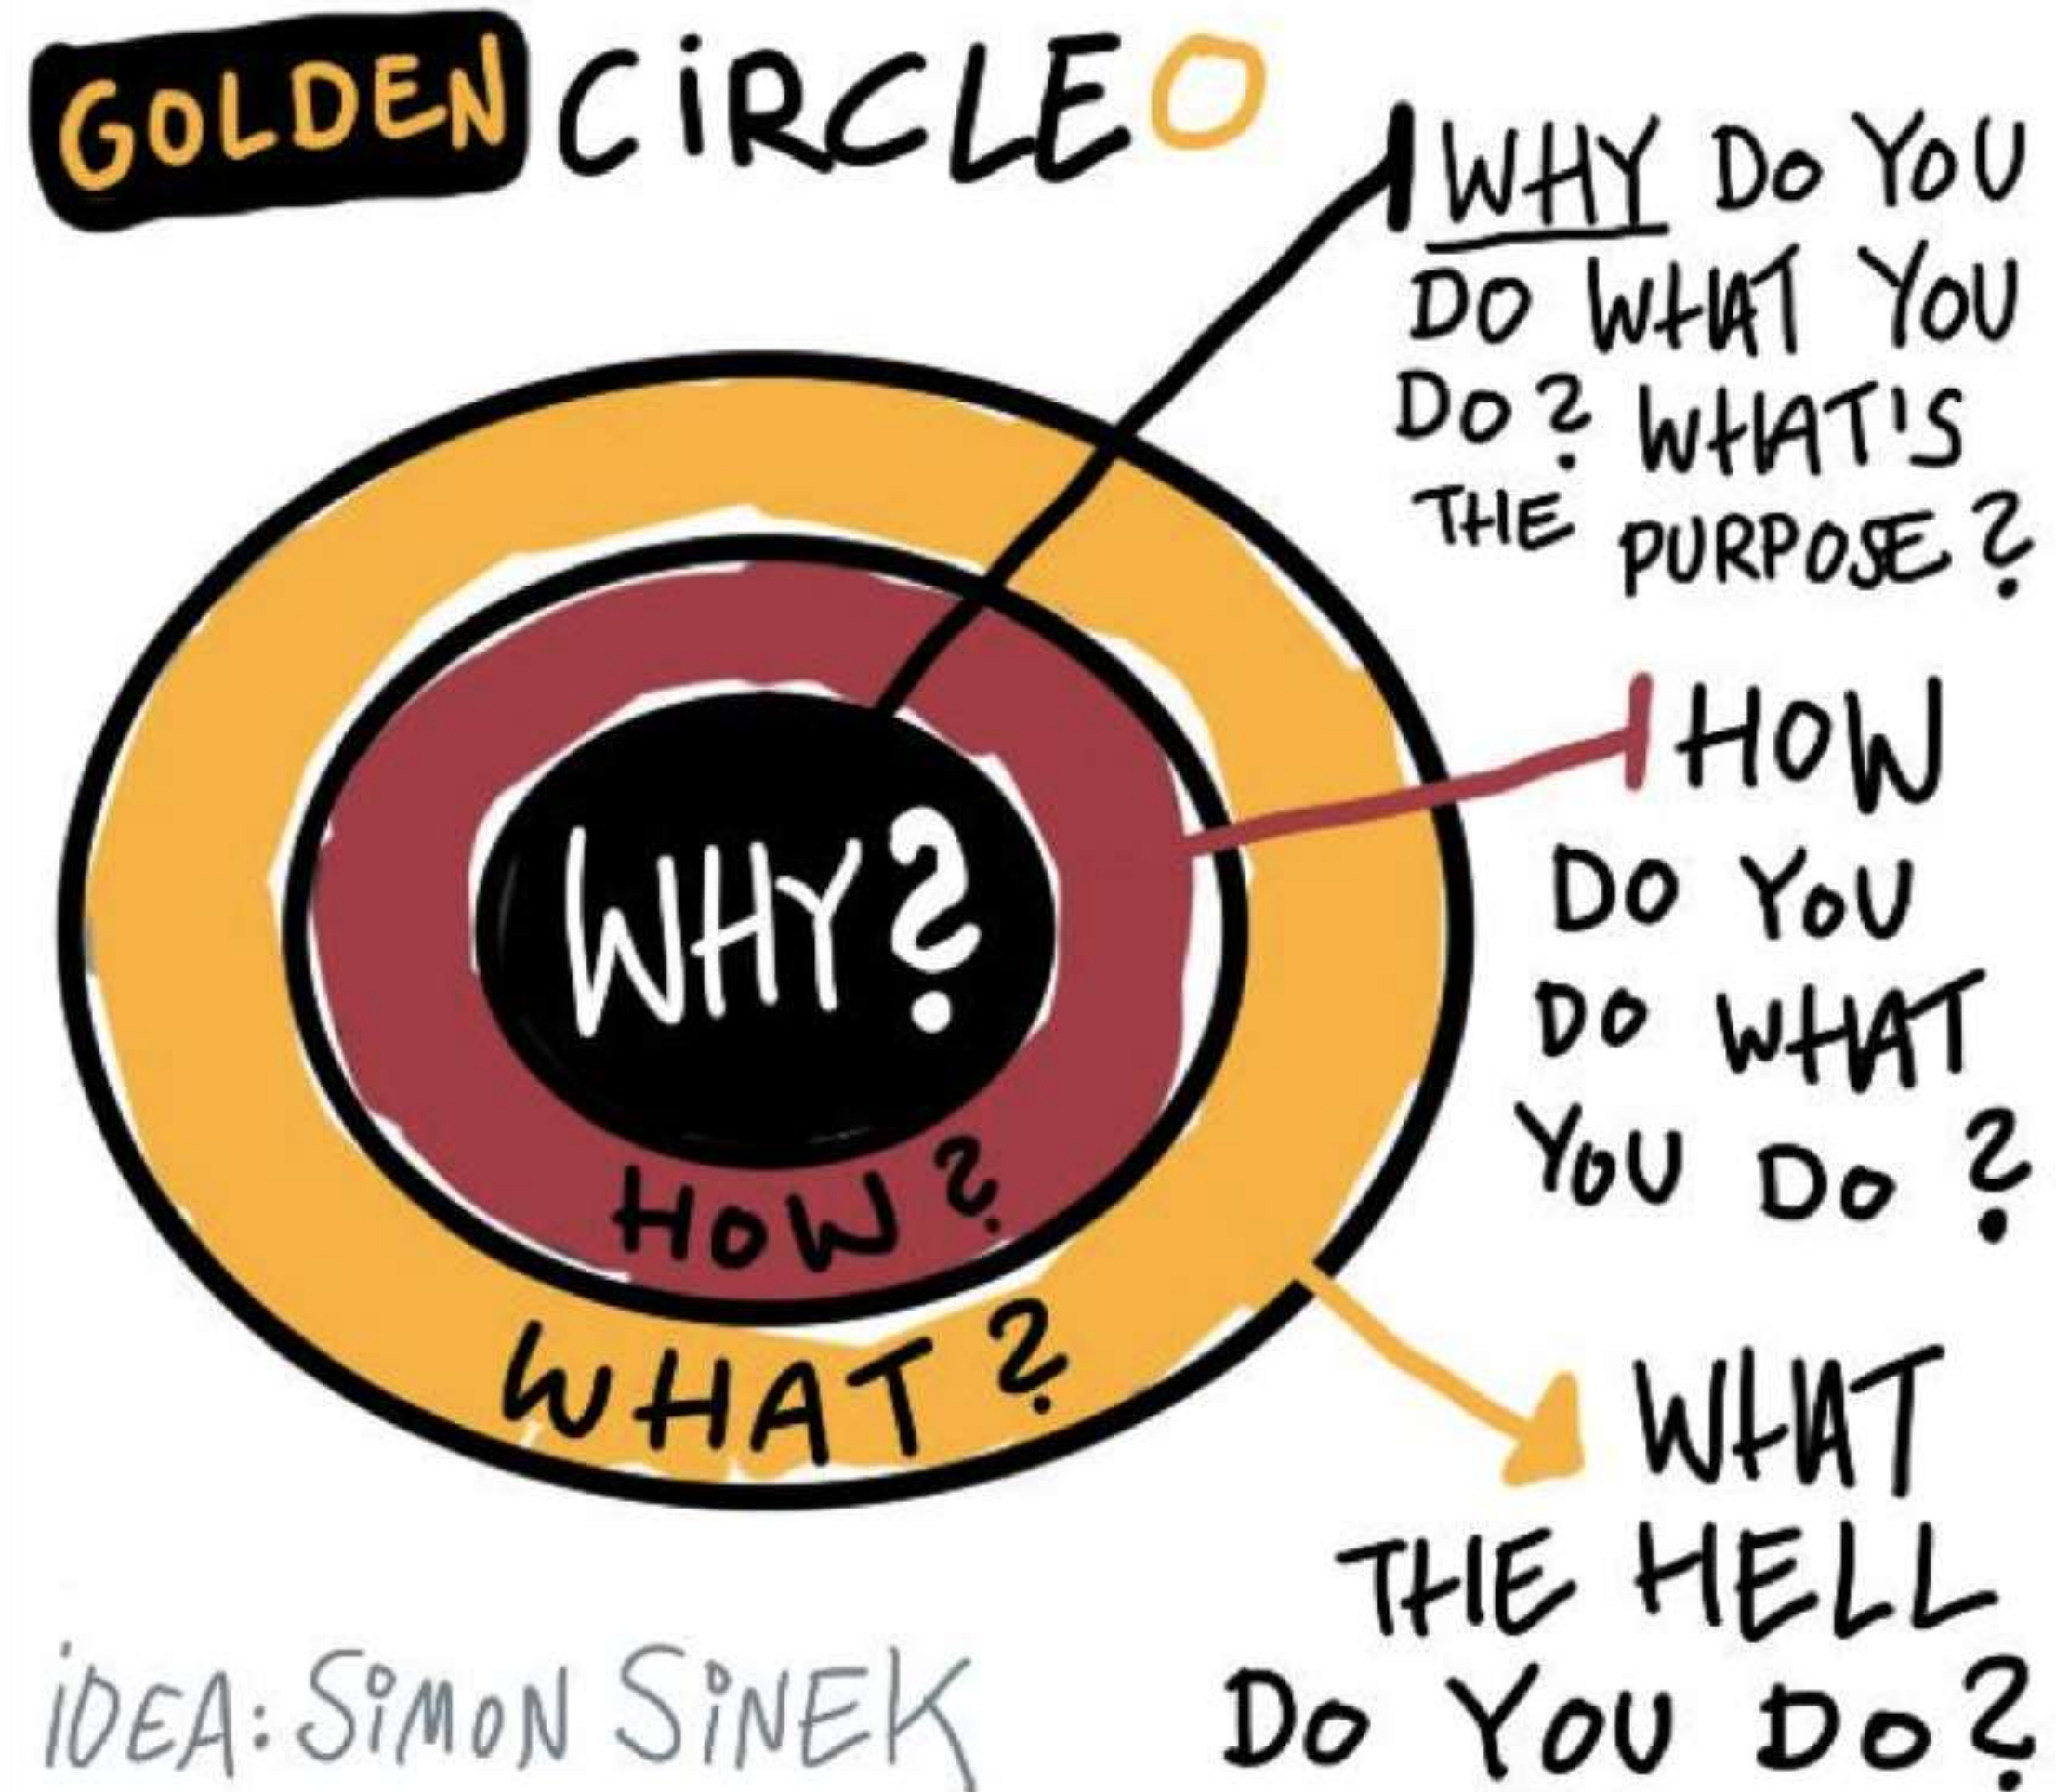 GOLDEN CiRCLE
WHY DO YOU
DO WHAT YOU
DO? WHAT'S
THE PURPOSE?
WHY?
HOW?
WHAT?
HOW
DO YOU
DO WHAT
YOU DO?
WHAT
THE HELL
DO YOU DO?
iDEA: SiMON SiNEK